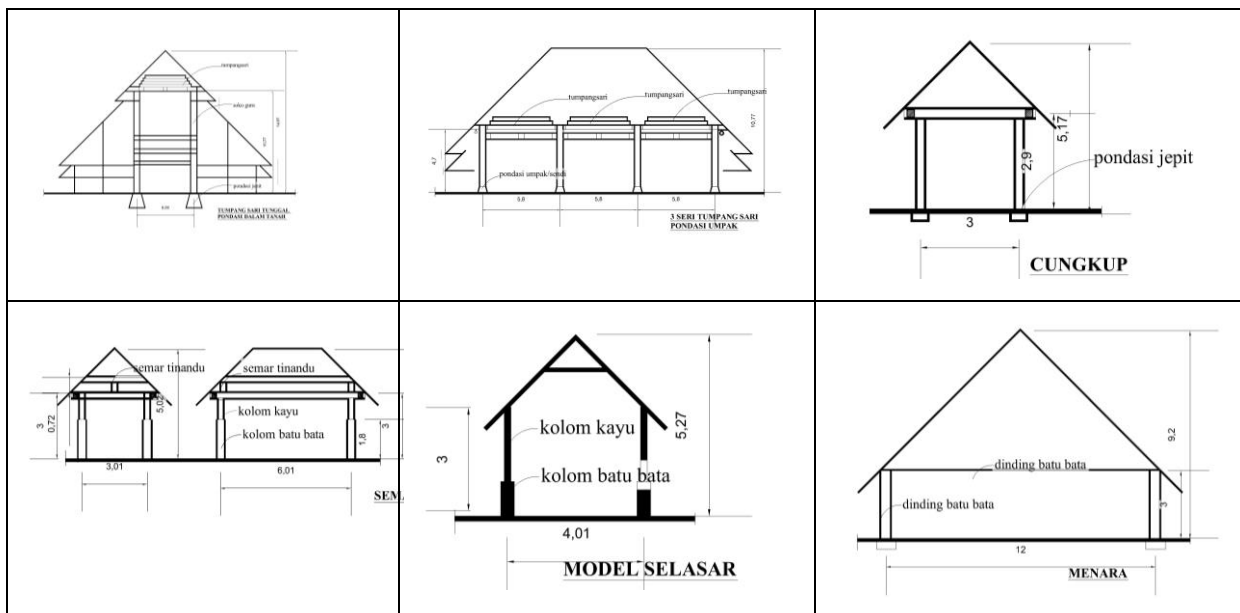 tumpangsari
soko guru
pondasi jepit
TUMPANG SARI TUNGGAL
PONDASI DALAM TANAH
tumpangsari
tumpangsari
tumpangsari
10,77
4,7
pondasi umpak/sendi
5,8
5,8
5,8
3 SERI TUMPANG SARI
PONDASI UMPAK
5,17
2,9
pondasi jepit
3
CUNGKUP
semar tinandu
semar tinandu
5,02
3
0,72
kolom kayu
kolom batu bata
1,8
3
3,01
6,01
SEMA
kolom kayu
kolom batu bata
3
5,27
4,01
MODEL SELASAR
9,2
dinding batu bata
dinding batu bata
3
12
MENARA